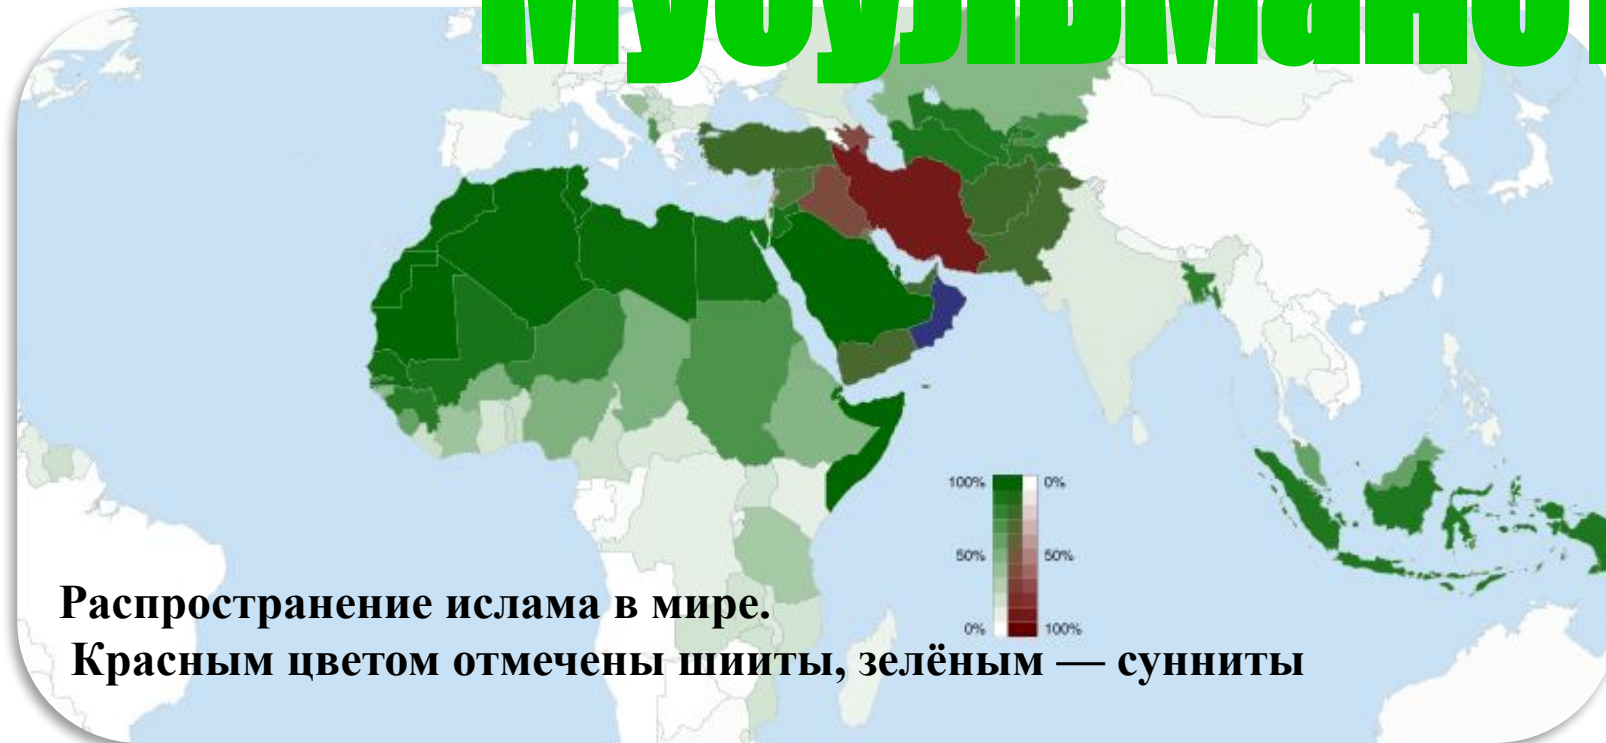 100% 0%
50% 50%
0% 100%
Распространение ислама в мире.
Красным цветом отмечены шииты, зелёным — сунниты